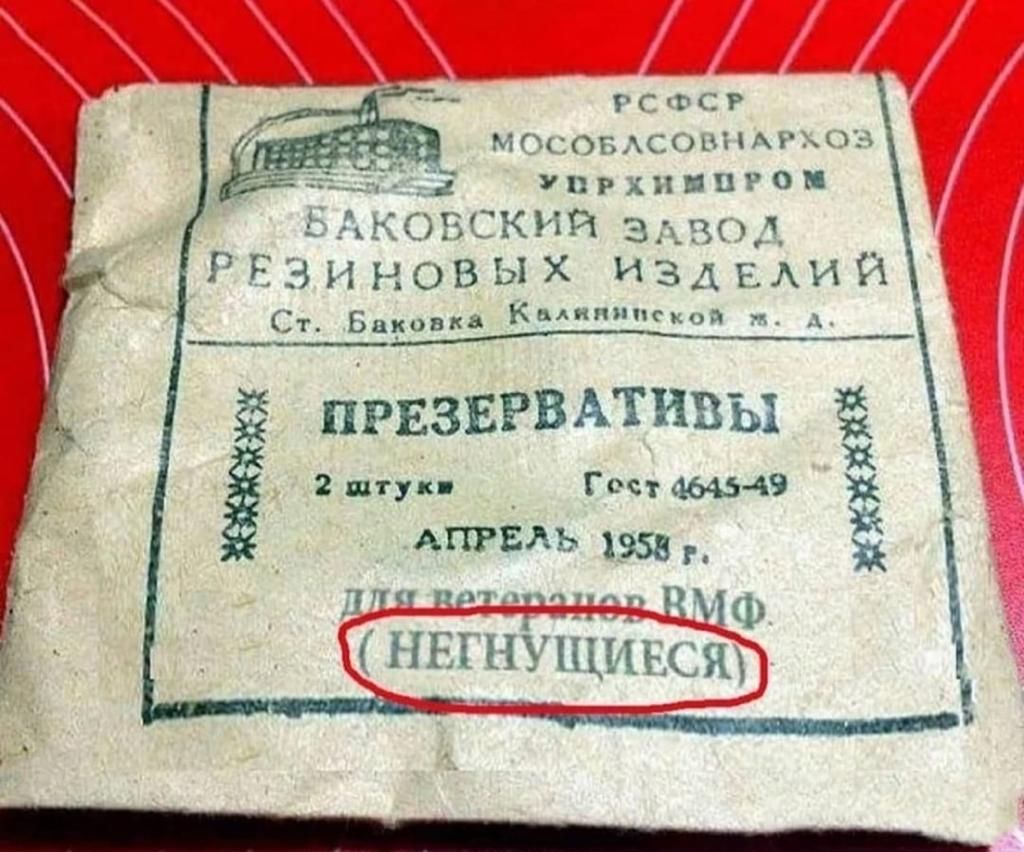 РСФСР
МОСОБЛСОВНАРХОЗ
УПРХИМПРОМ
БАКОВСКИЙ ЗАВОД
РЕЗИНОВЫХ ИЗДЕЛИЙ
Ст. Баковка Калининской ж. д.
ПРЕЗЕРВАТИВЫ
2 штуки Гост 4645-49
АПРЕЛЬ 1958 г.
для ветеранов ВМФ
(НЕГНУЩИЕСЯ)